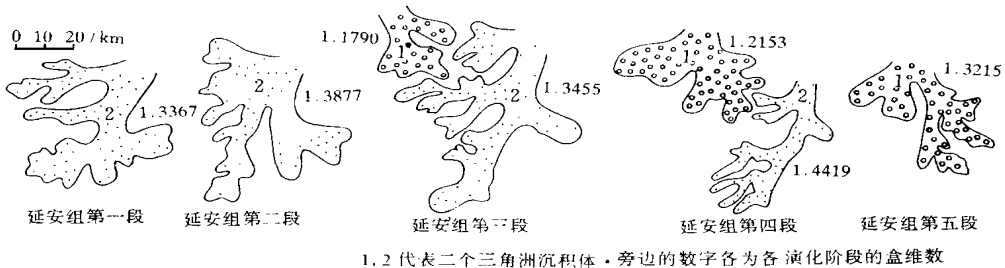 0 10 20 / km
1.1790
1
2
1.3367
2
1.3877
2
1.3455
1
1.2153
2
1.4419
1
1.3215
延安组第一段
延安组第二段
延安组第三段
延安组第四段
延安组第五段
1,2 代表二个三角洲沉积体·旁边的数字各为各演化阶段的盒维数